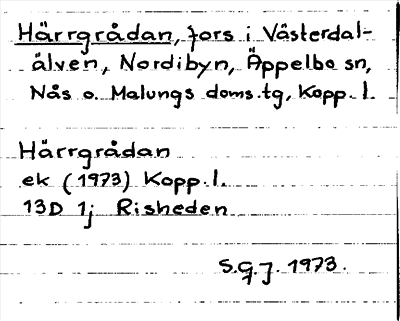 Härrgrådan, fors i Västerdal-
älven, Nordibyn, Äppelbo sn,
Nås o. Malungs doms.tg, Kopp. l.
Härrgrådan
ek (1973) Kopp. l.
13D 1j Risheden
S.G.J. 1973.